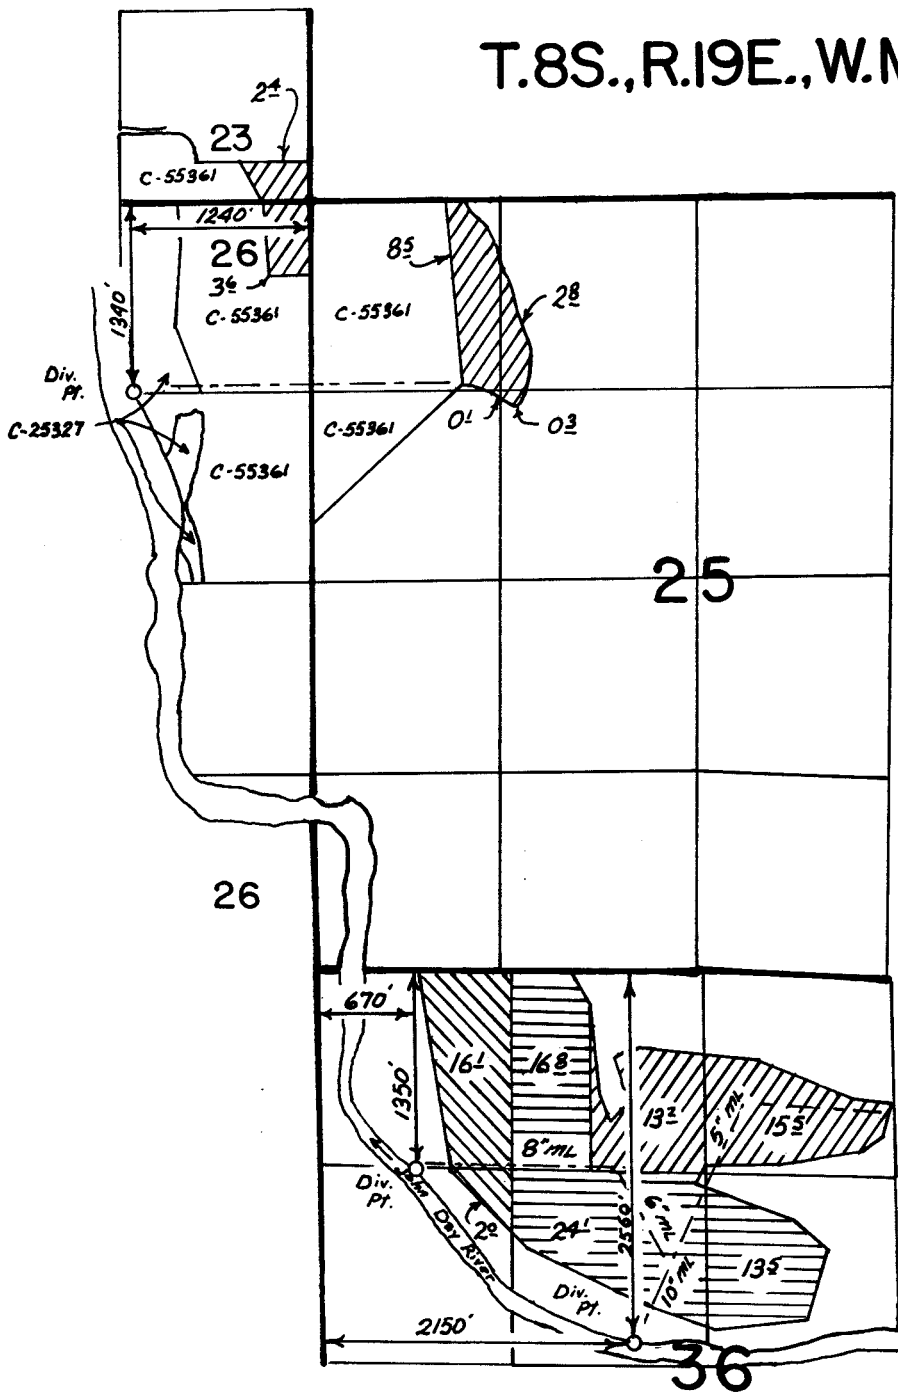 T.8S.,R.19E.,W.M
2 4
23
C-55361
1240'
26
8 5
3 6
2 8
1340'
C-55361
C-55361
Div.
Pt.
0 1
0 3
C-25327
C-55361
C-55361
25
26
670'
16 1
16 8
1350'
13 2
5" ML
15 5
8" ML
Div.
Pt.
John Day River
2 0
24 1
2560'
6" ML
10" ML
13 5
Div.
Pt.
2150'
36